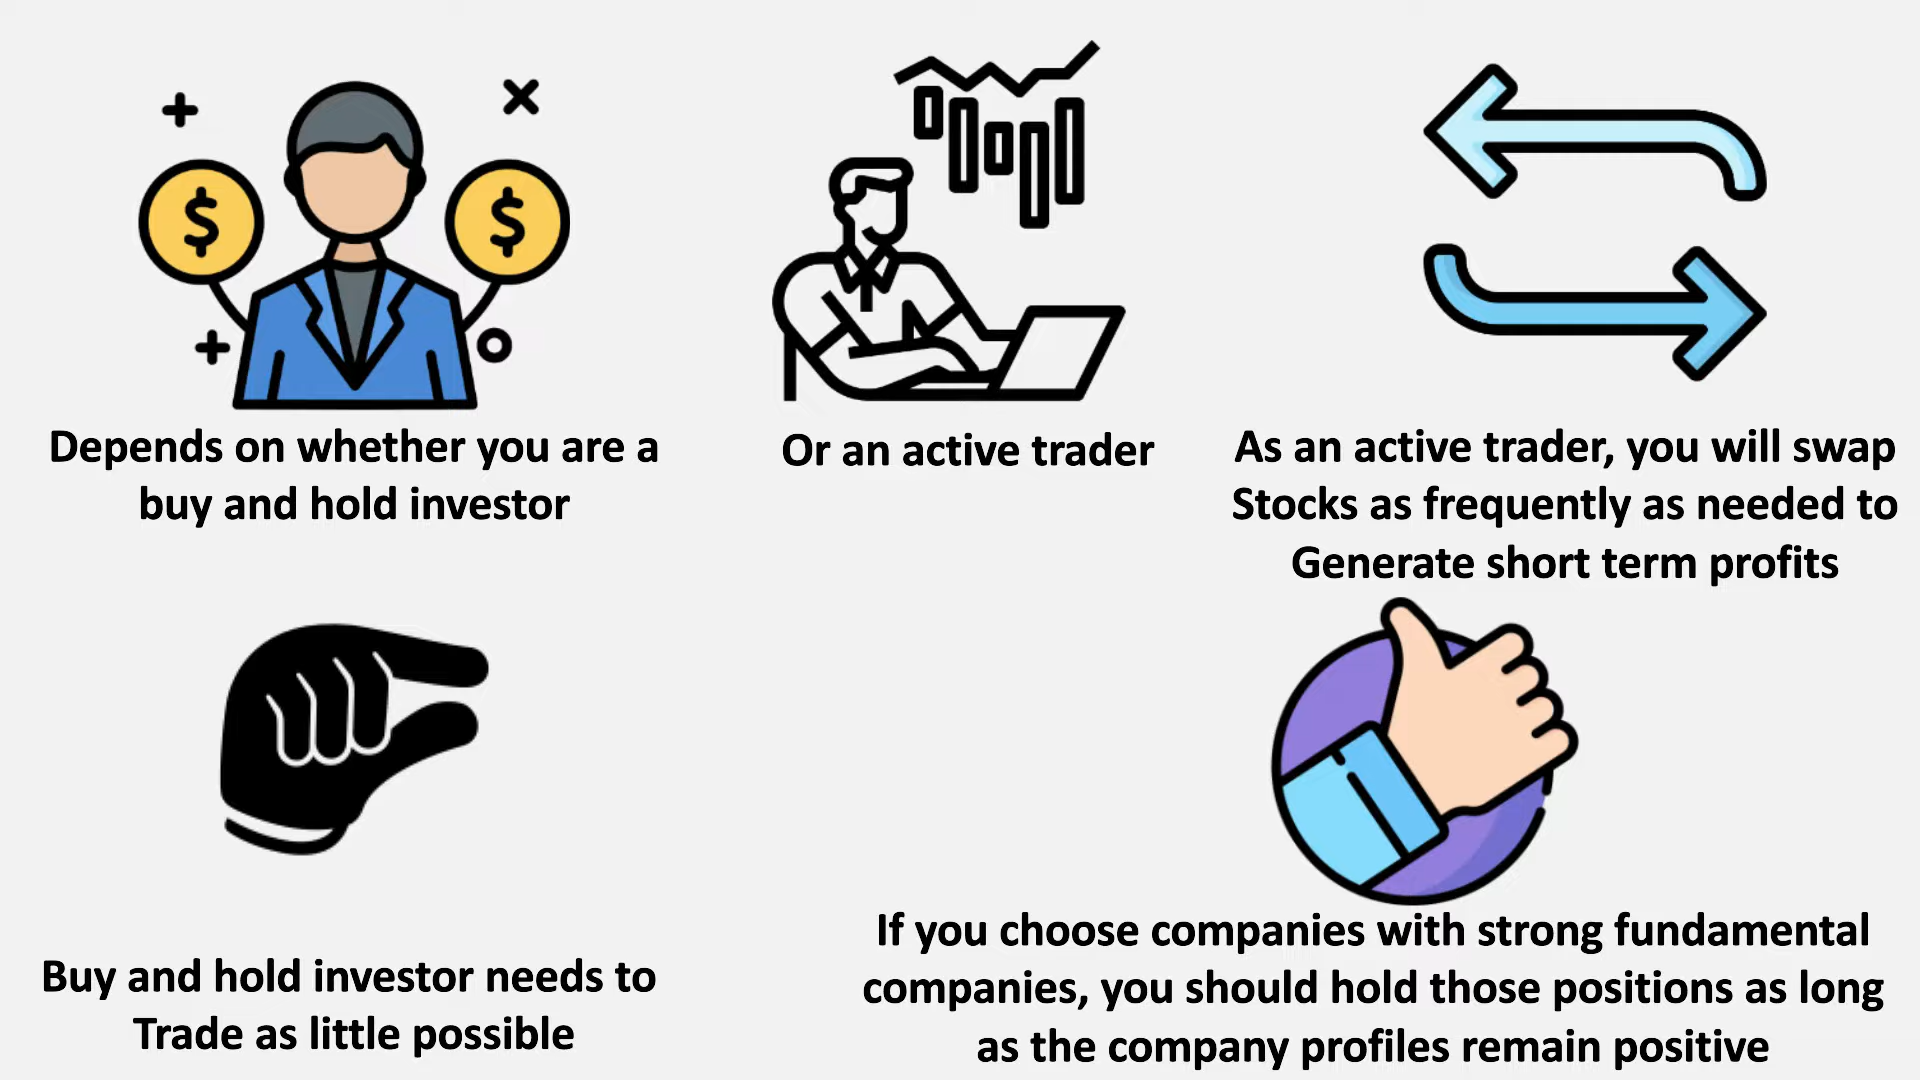 Depends on whether you are a
buy and hold investor
Or an active trader
As an active trader, you will swap
Stocks as frequently as needed to
Generate short term profits
Buy and hold investor needs to
Trade as little possible
If you choose companies with strong fundamental
companies, you should hold those positions as long
as the company profiles remain positive